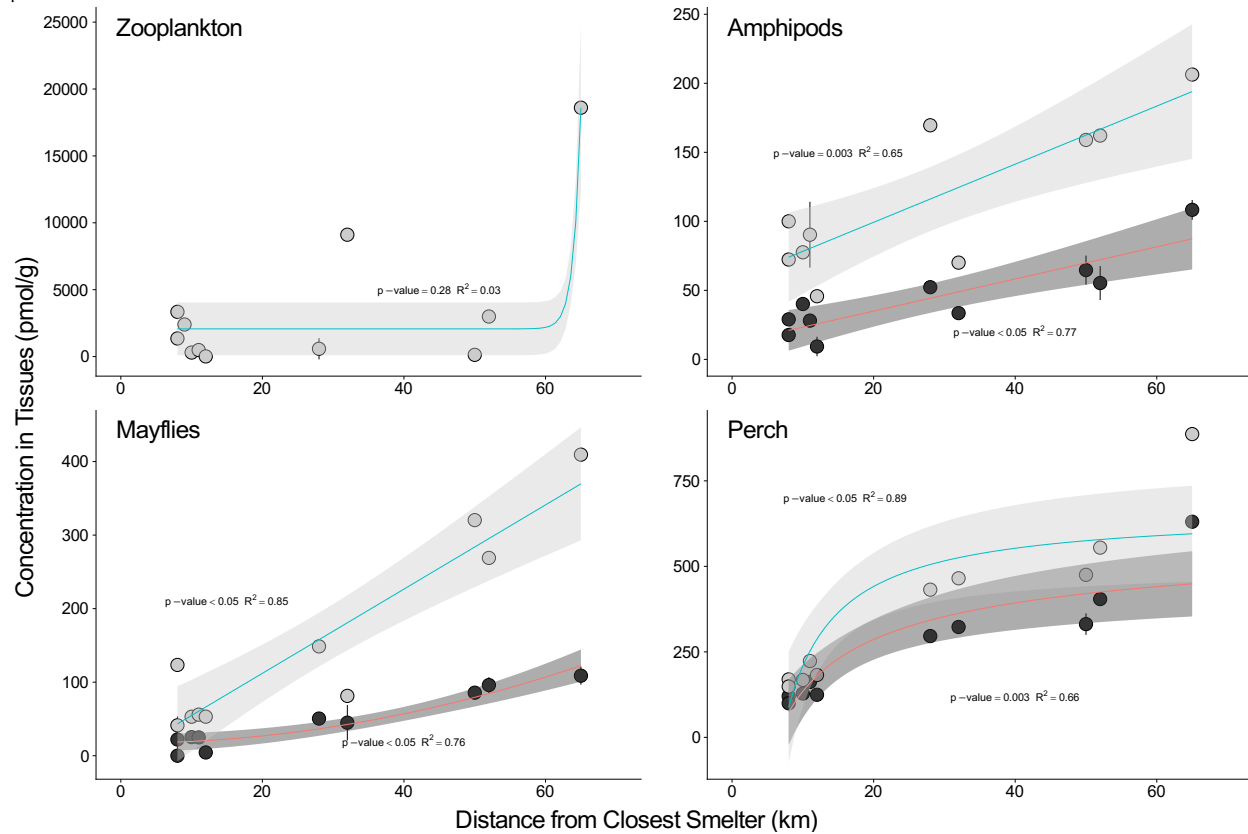 Zooplankton
25000
20000
15000
10000
5000
0
p −value = 0.28 R2 = 0.03
0 20 40 60
Amphipods
250
200
150
100
50
0
p −value = 0.003 R2 = 0.65
p −value < 0.05 R2 = 0.77
0 20 40 60
Concentration in Tissues (pmol/g)
Mayflies
400
300
200
100
0
p −value < 0.05 R2 = 0.85
p −value < 0.05 R2 = 0.76
0 20 40 60
Perch
750
500
250
0
p −value < 0.05 R2 = 0.89
p −value = 0.003 R2 = 0.66
0 20 40 60
Distance from Closest Smelter (km)